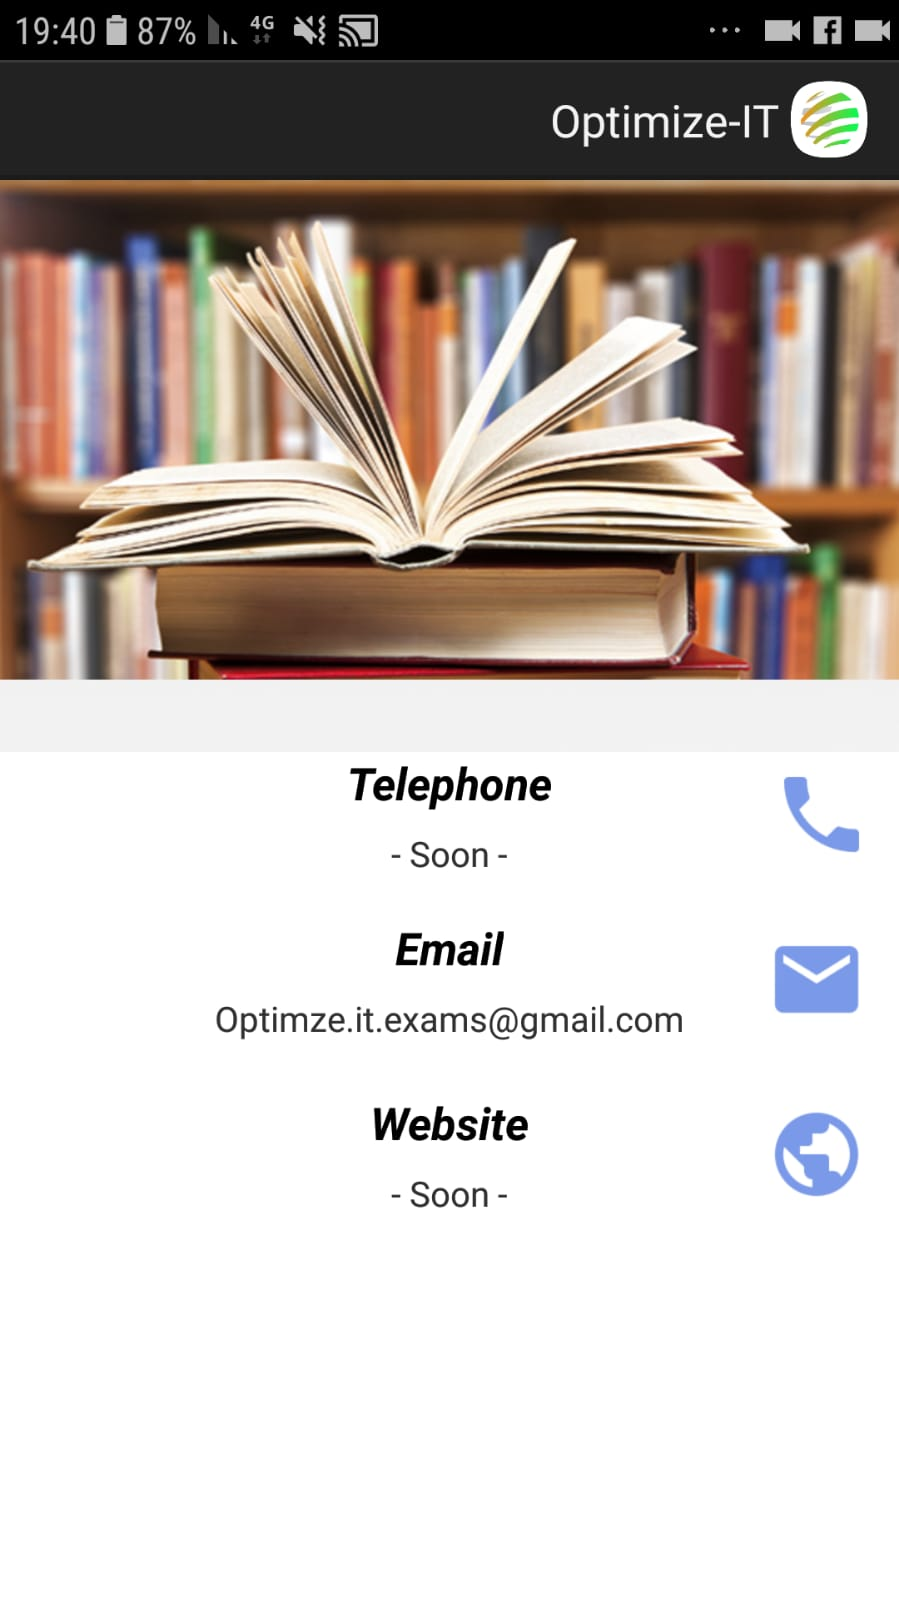 19:40 87% 4G
Optimize-IT
Telephone
- Soon -
Email
Optimze.it.exams@gmail.com
Website
- Soon -